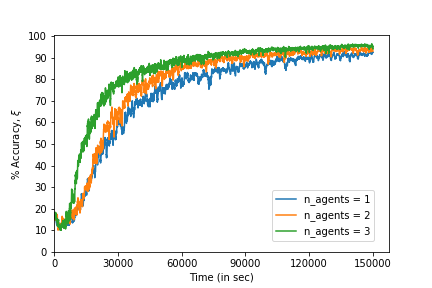 % Accuracy, ξ
100
90
80
70
60
50
40
30
20
10
0
0 30000 60000 90000 120000 150000
Time (in sec)
n_agents = 1
n_agents = 2
n_agents = 3